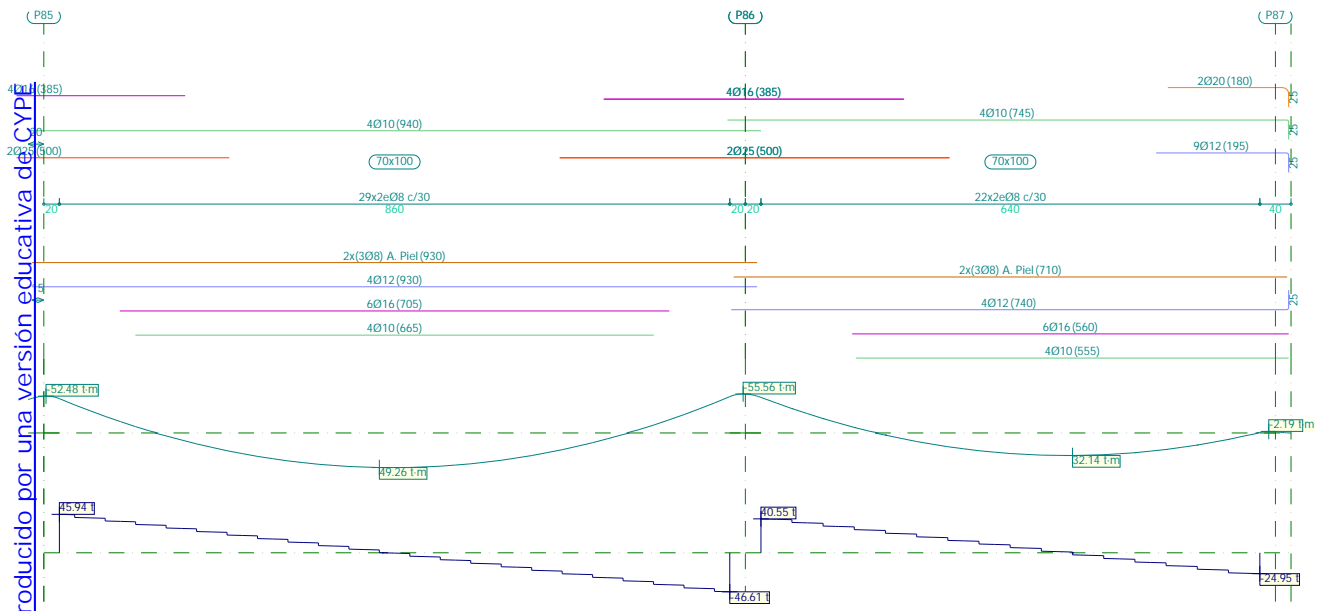 P85
P86
P87
4Ø16 (385)
4Ø16 (385)
2Ø20 (180)
25
4Ø10 (940)
4Ø10 (745)
25
2Ø25 (500)
2Ø25 (500)
9Ø12 (195)
25
70x100
70x100
29x2eØ8 c/30
22x2eØ8 c/30
20
860
20
20
640
40
2x(3Ø8) A. Piel (930)
2x(3Ø8) A. Piel (710)
4Ø12 (930)
4Ø12 (740)
25
6Ø16 (705)
6Ø16 (560)
4Ø10 (665)
4Ø10 (555)
-52.48 t·m
-55.56 t·m
-2.19 t·m
49.26 t·m
32.14 t·m
45.94 t
40.55 t
-46.61 t
-24.95 t
roducido por una versión educativa de CYPE